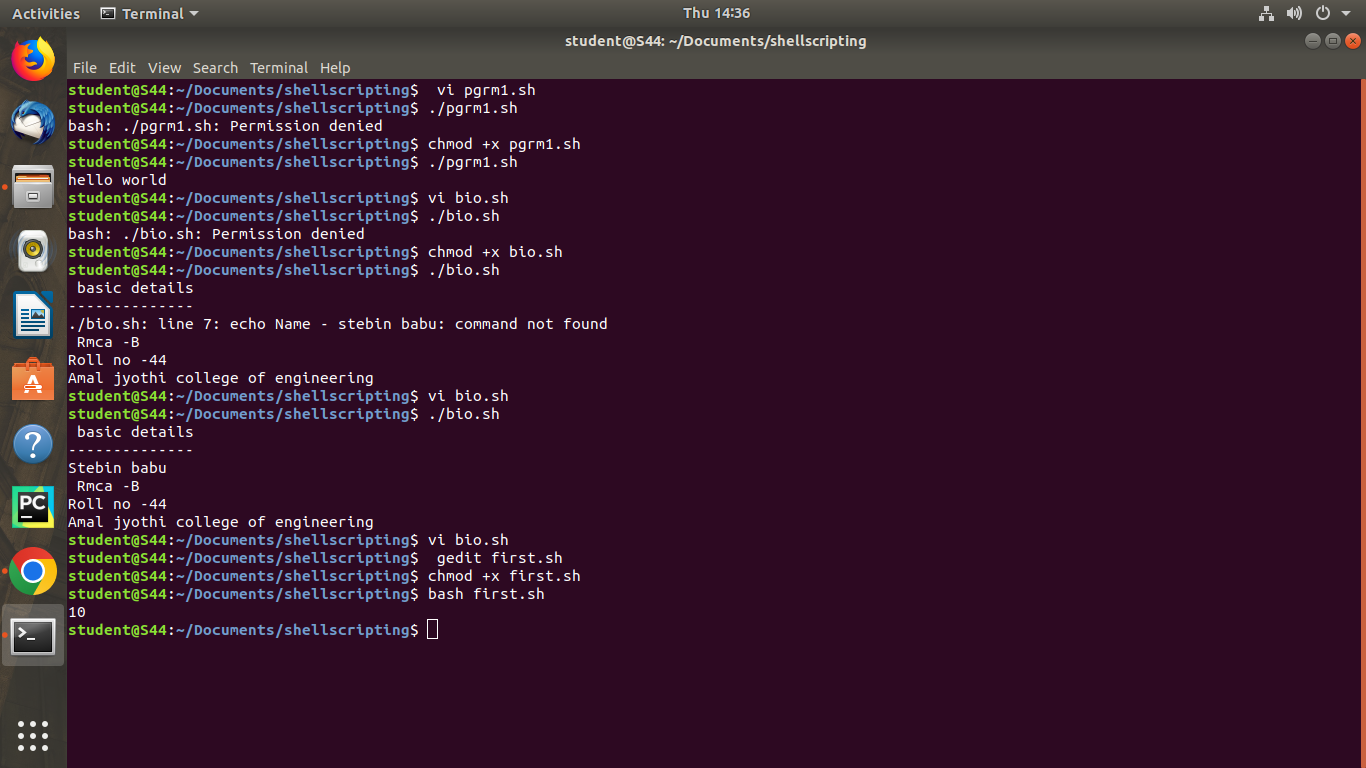 Activities Terminal Thu 14:36
student@S44: ~/Documents/shellscripting
File Edit View Search Terminal Help
student@S44:~/Documents/shellscripting$  vi pgrm1.sh
student@S44:~/Documents/shellscripting$ ./pgrm1.sh
bash: ./pgrm1.sh: Permission denied
student@S44:~/Documents/shellscripting$ chmod +x pgrm1.sh
student@S44:~/Documents/shellscripting$ ./pgrm1.sh
hello world
student@S44:~/Documents/shellscripting$ vi bio.sh
student@S44:~/Documents/shellscripting$ ./bio.sh
bash: ./bio.sh: Permission denied
student@S44:~/Documents/shellscripting$ chmod +x bio.sh
student@S44:~/Documents/shellscripting$ ./bio.sh
 basic details
--------------
./bio.sh: line 7: echo Name - stebin babu: command not found
 Rmca -B
Roll no -44
Amal jyothi college of engineering
student@S44:~/Documents/shellscripting$ vi bio.sh
student@S44:~/Documents/shellscripting$ ./bio.sh
 basic details
--------------
Stebin babu
 Rmca -B
Roll no -44
Amal jyothi college of engineering
student@S44:~/Documents/shellscripting$ vi bio.sh
student@S44:~/Documents/shellscripting$  gedit first.sh
student@S44:~/Documents/shellscripting$ chmod +x first.sh
student@S44:~/Documents/shellscripting$ bash first.sh
10
student@S44:~/Documents/shellscripting$
PC